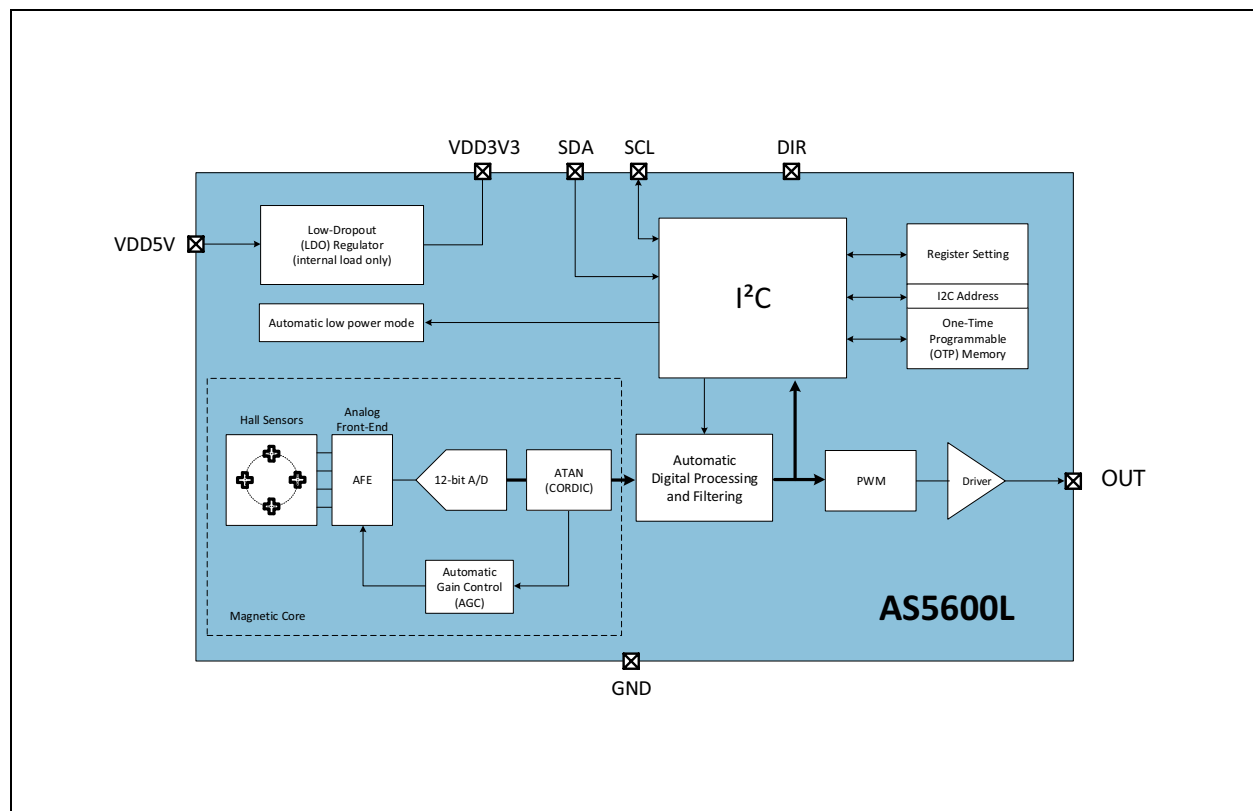 VDD3V3
SDA
SCL
DIR
VDD5V
Low-Dropout
(LDO) Regulator
(internal load only)
Automatic low power mode
I²C
Register Setting
I2C Address
One-Time
Programmable
(OTP) Memory
Hall Sensors
Analog
Front-End
AFE
12-bit A/D
ATAN
(CORDIC)
Automatic
Digital Processing
and Filtering
PWM
Driver
OUT
Automatic
Gain Control
(AGC)
Magnetic Core
AS5600L
GND